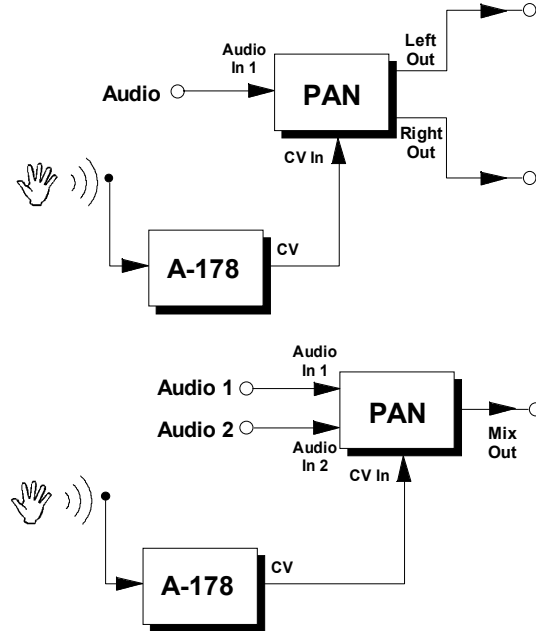 Left
Out
Audio
In 1
Audio
PAN
Right
Out
CV In
CV
A-178
Audio
In 1
Audio 1
PAN
Audio 2
Mix
Out
Audio
In 2
CV In
CV
A-178